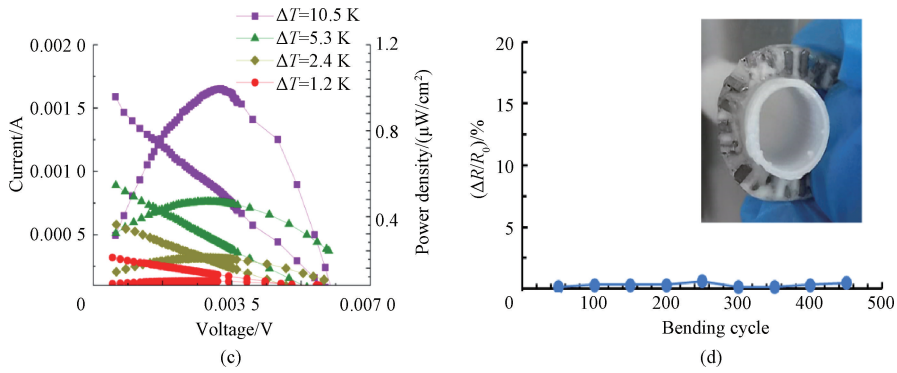 ΔT=10.5 K
ΔT=5.3 K
ΔT=2.4 K
ΔT=1.2 K
0.002 0
0.001 5
0.001 0
0.000 5
0
0.003 5
0.007 0
1.2
0.8
0.4
Current/A
Power density/(μW/cm²)
Voltage/V
(c)
20
15
10
5
0
100
200
300
400
500
(ΔR/R₀)/%
Bending cycle
(d)